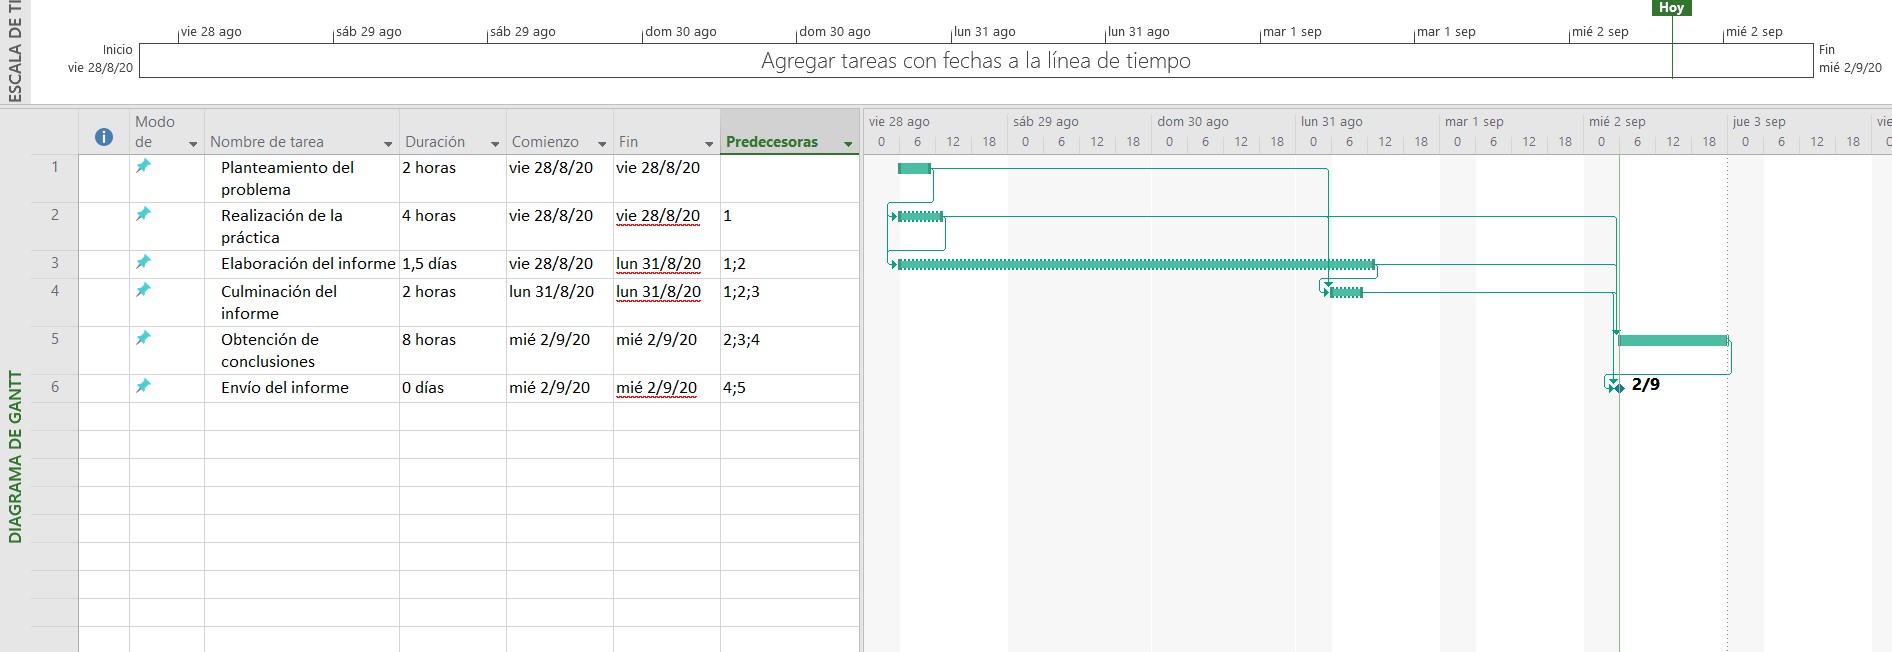 Hoy
ESCALA DE TI
vie 28 ago sáb 29 ago sáb 29 ago dom 30 ago dom 30 ago lun 31 ago lun 31 ago mar 1 sep mar 1 sep mié 2 sep mié 2 sep
Inicio
vie 28/8/20
Agregar tareas con fechas a la línea de tiempo
Fin
mié 2/9/20
DIAGRAMA DE GANTT
Modo de
Nombre de tarea Duración Comienzo Fin Predecesoras
vie 28 ago sáb 29 ago dom 30 ago lun 31 ago mar 1 sep mié 2 sep jue 3 sep vie
0 6 12 18 0 6 12 18 0 6 12 18 0 6 12 18 0 6 12 18 0 6 12 18 0 6 12 18 0
1 Planteamiento del 2 horas vie 28/8/20 vie 28/8/20
problema
2 Realización de la 4 horas vie 28/8/20 vie 28/8/20 1
práctica
3 Elaboración del informe 1,5 días vie 28/8/20 lun 31/8/20 1;2
4 Culminación del 2 horas lun 31/8/20 lun 31/8/20 1;2;3
informe
5 Obtención de 8 horas mié 2/9/20 mié 2/9/20 2;3;4
conclusiones
6 Envío del informe 0 días mié 2/9/20 mié 2/9/20 4;5
2/9